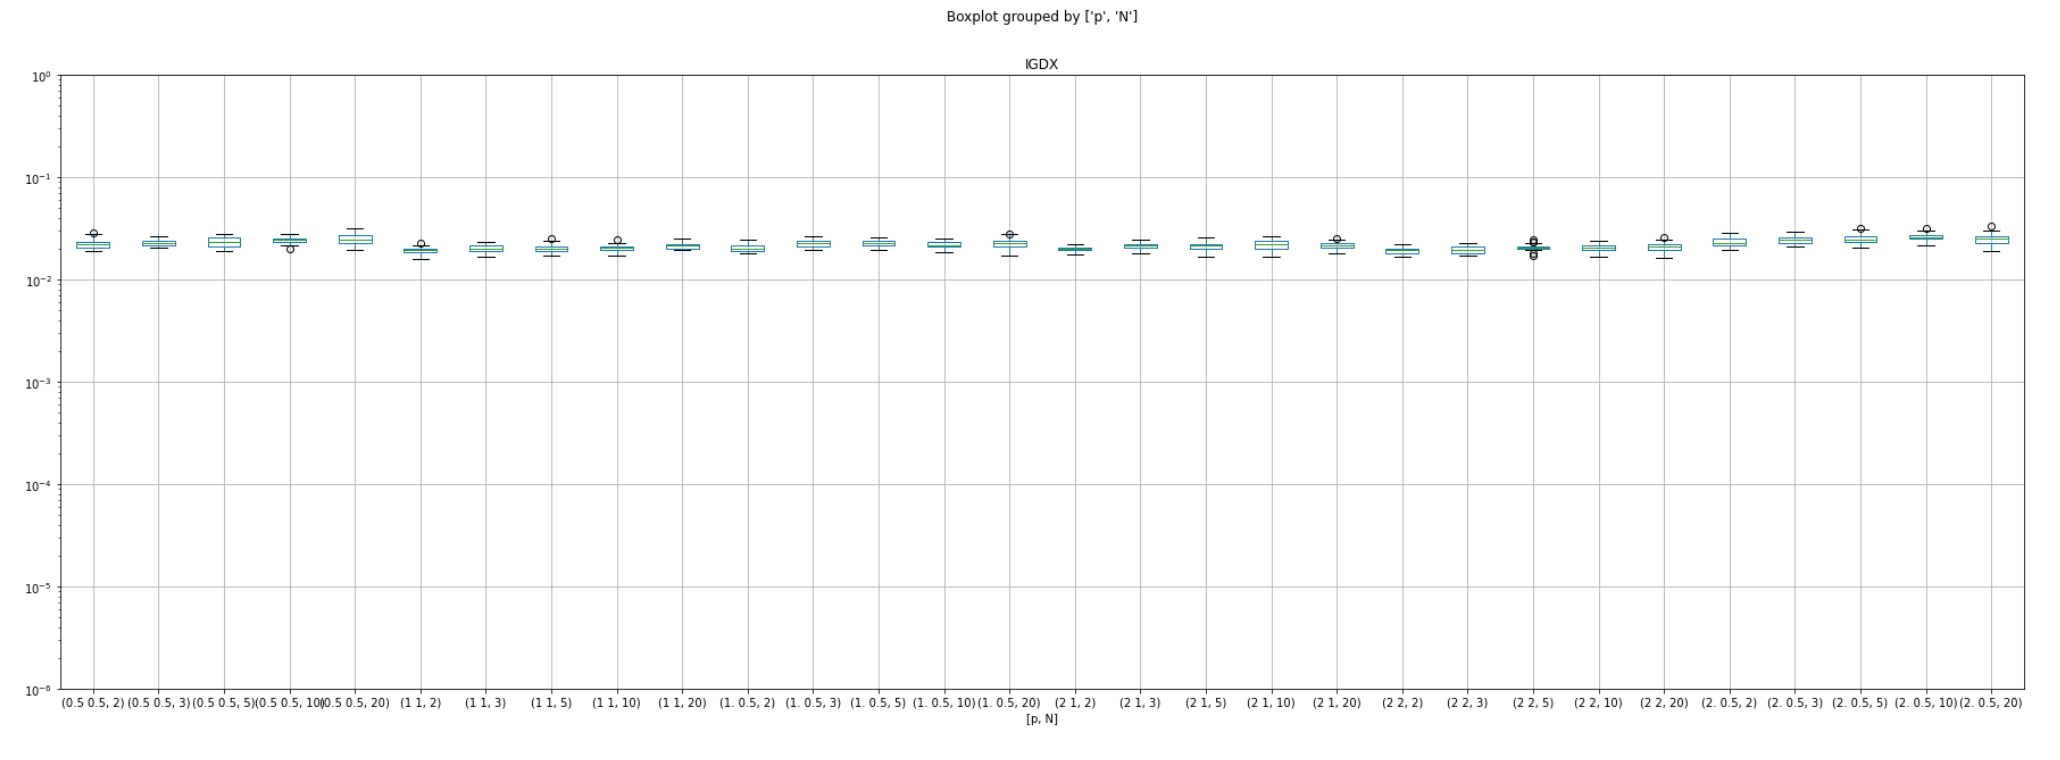 Boxplot grouped by ['p', 'N']
IGDX
10⁰
10⁻¹
10⁻²
10⁻³
10⁻⁴
10⁻⁵
10⁻⁶
(0.5 0.5, 2) (0.5 0.5, 3) (0.5 0.5, 5) (0.5 0.5, 10) (0.5 0.5, 20) (1 1, 2) (1 1, 3) (1 1, 5) (1 1, 10) (1 1, 20) (1. 0.5, 2) (1. 0.5, 3) (1. 0.5, 5) (1. 0.5, 10) (1. 0.5, 20) (2 1, 2) (2 1, 3) (2 1, 5) (2 1, 10) (2 1, 20) (2 2, 2) (2 2, 3) (2 2, 5) (2 2, 10) (2 2, 20) (2. 0.5, 2) (2. 0.5, 3) (2. 0.5, 5) (2. 0.5, 10) (2. 0.5, 20)
[p, N]